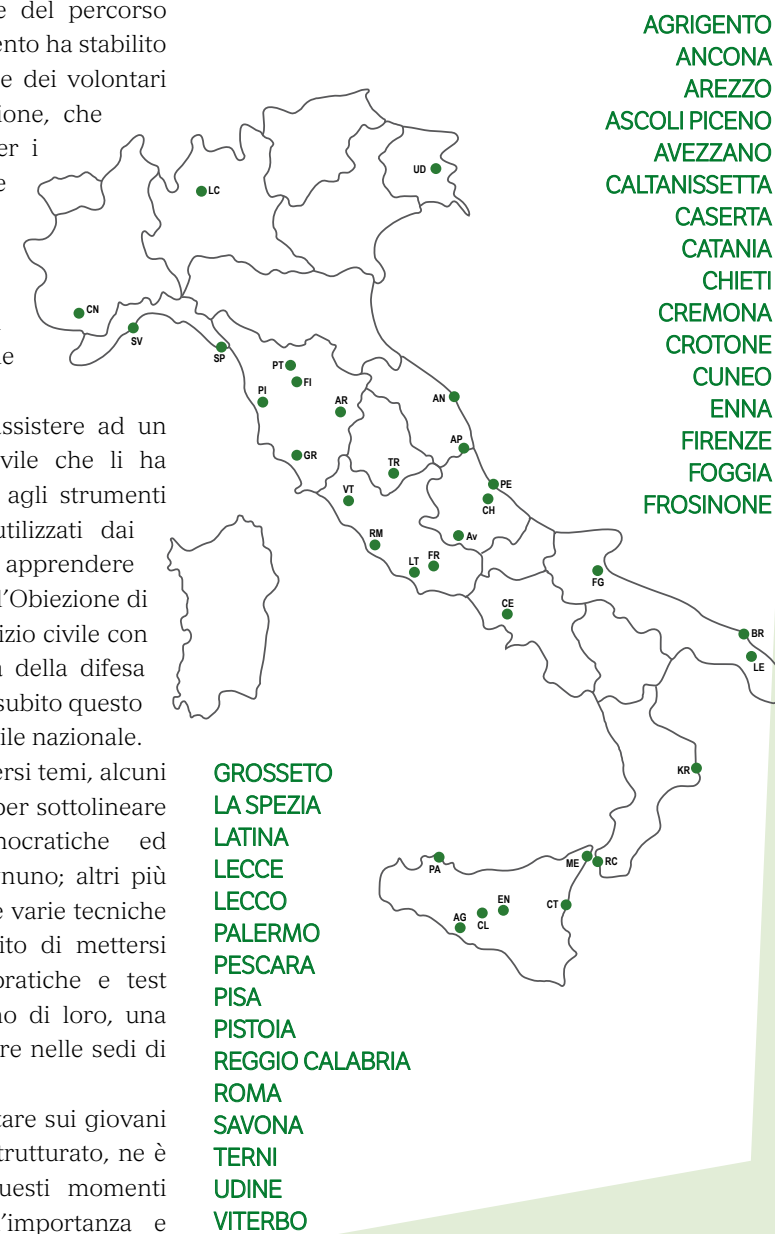 e del percorso
ento ha stabilito
e dei volontari
ione, che
er i
e
le
ssistere ad un
vile che li ha
agli strumenti
utilizzati dai
apprendere
l'Obiezione di
izio civile con
della difesa
subito questo
ile nazionale.
ersi temi, alcuni
per sottolineare
nocratiche ed
gnuno; altri più
e varie tecniche
ito di mettersi
pratiche e test
no di loro, una
re nelle sedi di
tare sui giovani
trutturato, ne è
uesti momenti
l'importanza e
AGRIGENTO
ANCONA
AREZZO
ASCOLI PICENO
AVEZZANO
CALTANISSETTA
CASERTA
CATANIA
CHIETI
CREMONA
CROTONE
CUNEO
ENNA
FIRENZE
FOGGIA
FROSINONE
UD
LC
CN
SV
SP
PT
FI
PI
AR
AN
GR
AP
TR
PE
VT
CH
RM
Av
LT
FR
FG
CE
BR
LE
KR
PA
ME
RC
EN
CT
AG
CL
GROSSETO
LA SPEZIA
LATINA
LECCE
LECCO
PALERMO
PESCARA
PISA
PISTOIA
REGGIO CALABRIA
ROMA
SAVONA
TERNI
UDINE
VITERBO